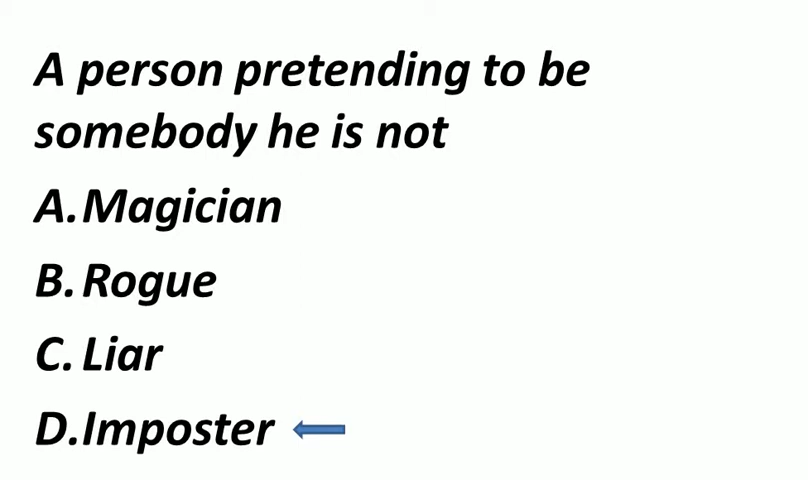 A person pretending to be
somebody he is not
A. Magician
B. Rogue
C. Liar
D. Imposter